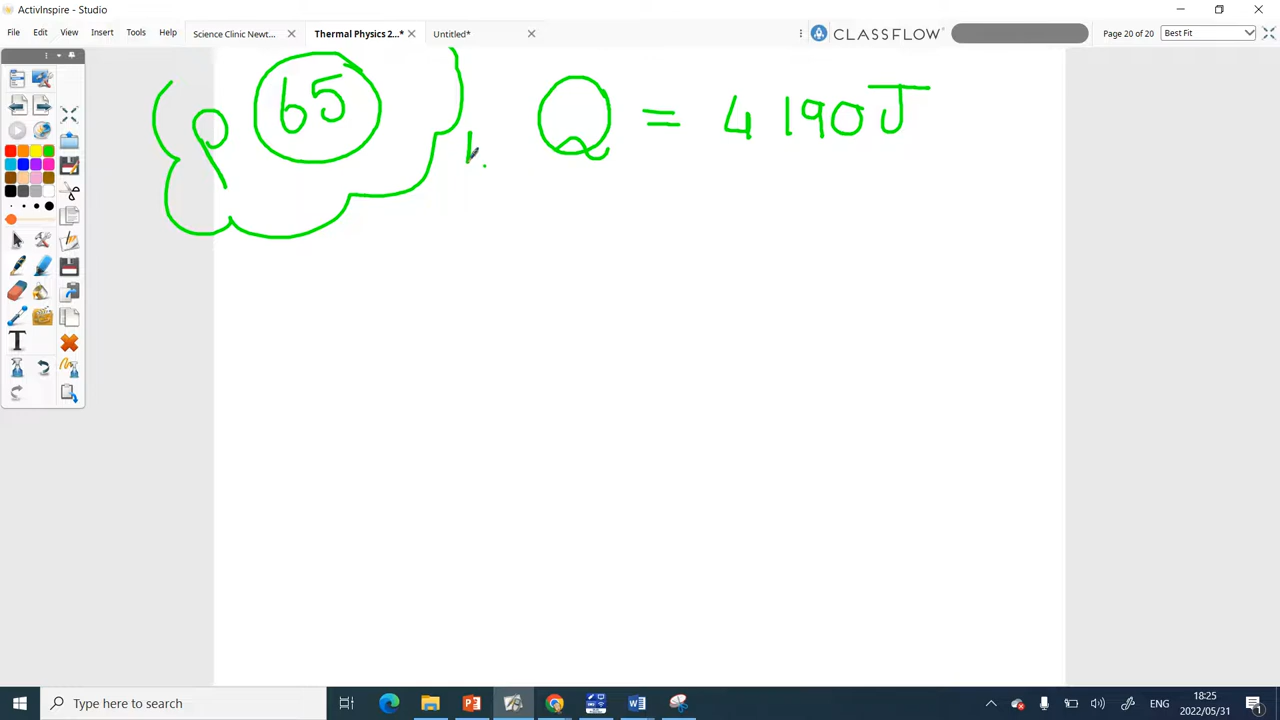 ActivInspire - Studio
File Edit View Insert Tools Help Science Clinic Newt... Thermal Physics 2...* Untitled* CLASSFLOW Page 20 of 20 Best Fit
p 65 1. Q = 4190J
T
Type here to search
ENG
18:25
2022/05/31